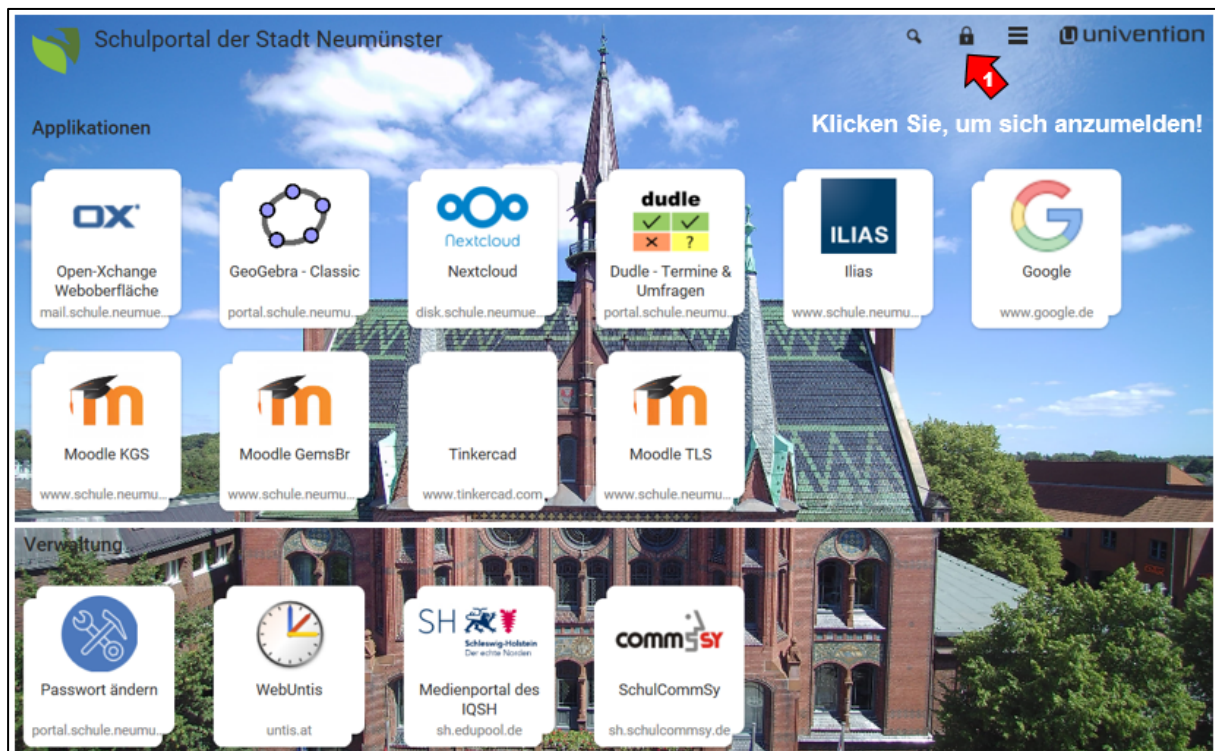 Schulportal der Stadt Neumünster
univention
1
Klicken Sie, um sich anzumelden!
Applikationen
OX
Open-Xchange
Weboberfläche
mail.schule.neumue...
GeoGebra - Classic
portal.schule.neumu...
Nextcloud
Nextcloud
disk.schule.neumue...
dudle
?
Dudle - Termine &
Umfragen
portal.schule.neumu...
ILIAS
Ilias
www.schule.neumu...
G
Google
www.google.de
m
Moodle KGS
www.schule.neumu...
m
Moodle GemsBr
www.schule.neumu...
Tinkercad
www.tinkercad.com
m
Moodle TLS
www.schule.neumu...
Verwaltung
Passwort ändern
portal.schule.neumu...
WebUntis
untis.at
SH
Schleswig-Holstein
Der echte Norden
Medienportal des
IQSH
sh.edupool.de
commsy
SchulCommSy
sh.schulcommsy.de